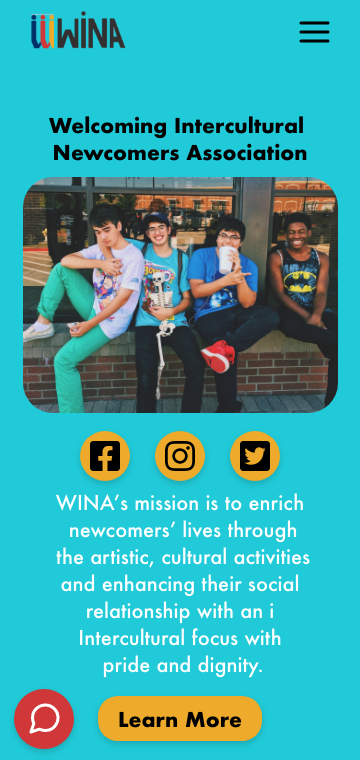 WiNA
Welcoming Intercultural
Newcomers Association
WINA's mission is to enrich
newcomers' lives through
the artistic, cultural activities
and enhancing their social
relationship with an i
Intercultural focus with
pride and dignity.
Learn More